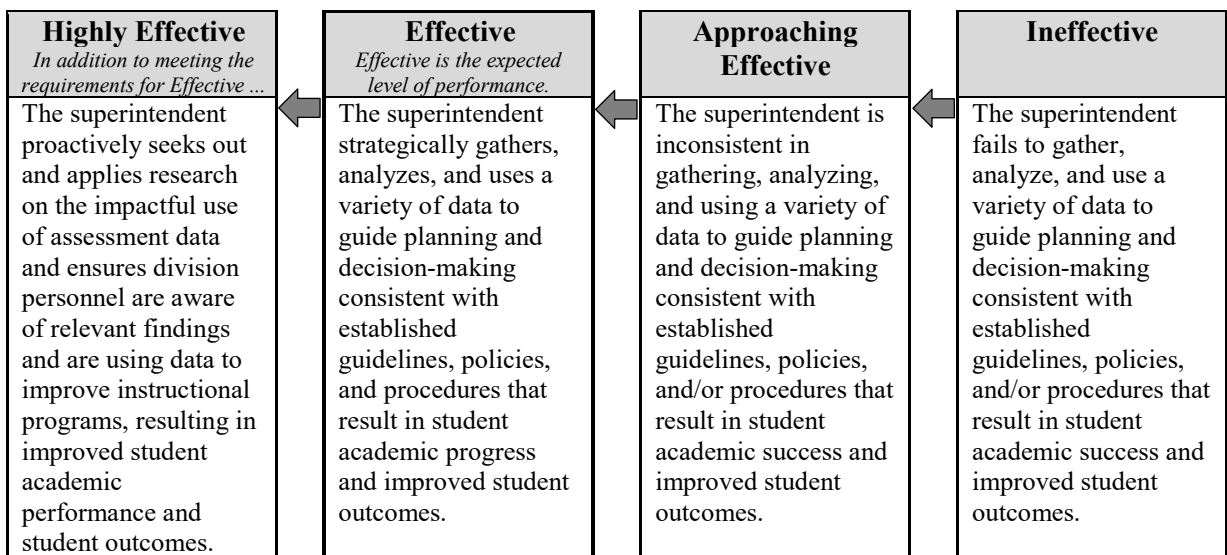 Highly Effective
In addition to meeting the
requirements for Effective ...
The superintendent
proactively seeks out
and applies research
on the impactful use
of assessment data
and ensures division
personnel are aware
of relevant findings
and are using data to
improve instructional
programs, resulting in
improved student
academic
performance and
student outcomes.
Effective
Effective is the expected
level of performance.
The superintendent
strategically gathers,
analyzes, and uses a
variety of data to
guide planning and
decision-making
consistent with
established
guidelines, policies,
and procedures that
result in student
academic progress
and improved student
outcomes.
Approaching
Effective
The superintendent is
inconsistent in
gathering, analyzing,
and using a variety of
data to guide planning
and decision-making
consistent with
established
guidelines, policies,
and/or procedures that
result in student
academic success and
improved student
outcomes.
Ineffective
The superintendent
fails to gather,
analyze, and use a
variety of data to
guide planning and
decision-making
consistent with
established
guidelines, policies,
and/or procedures that
result in student
academic success and
improved student
outcomes.